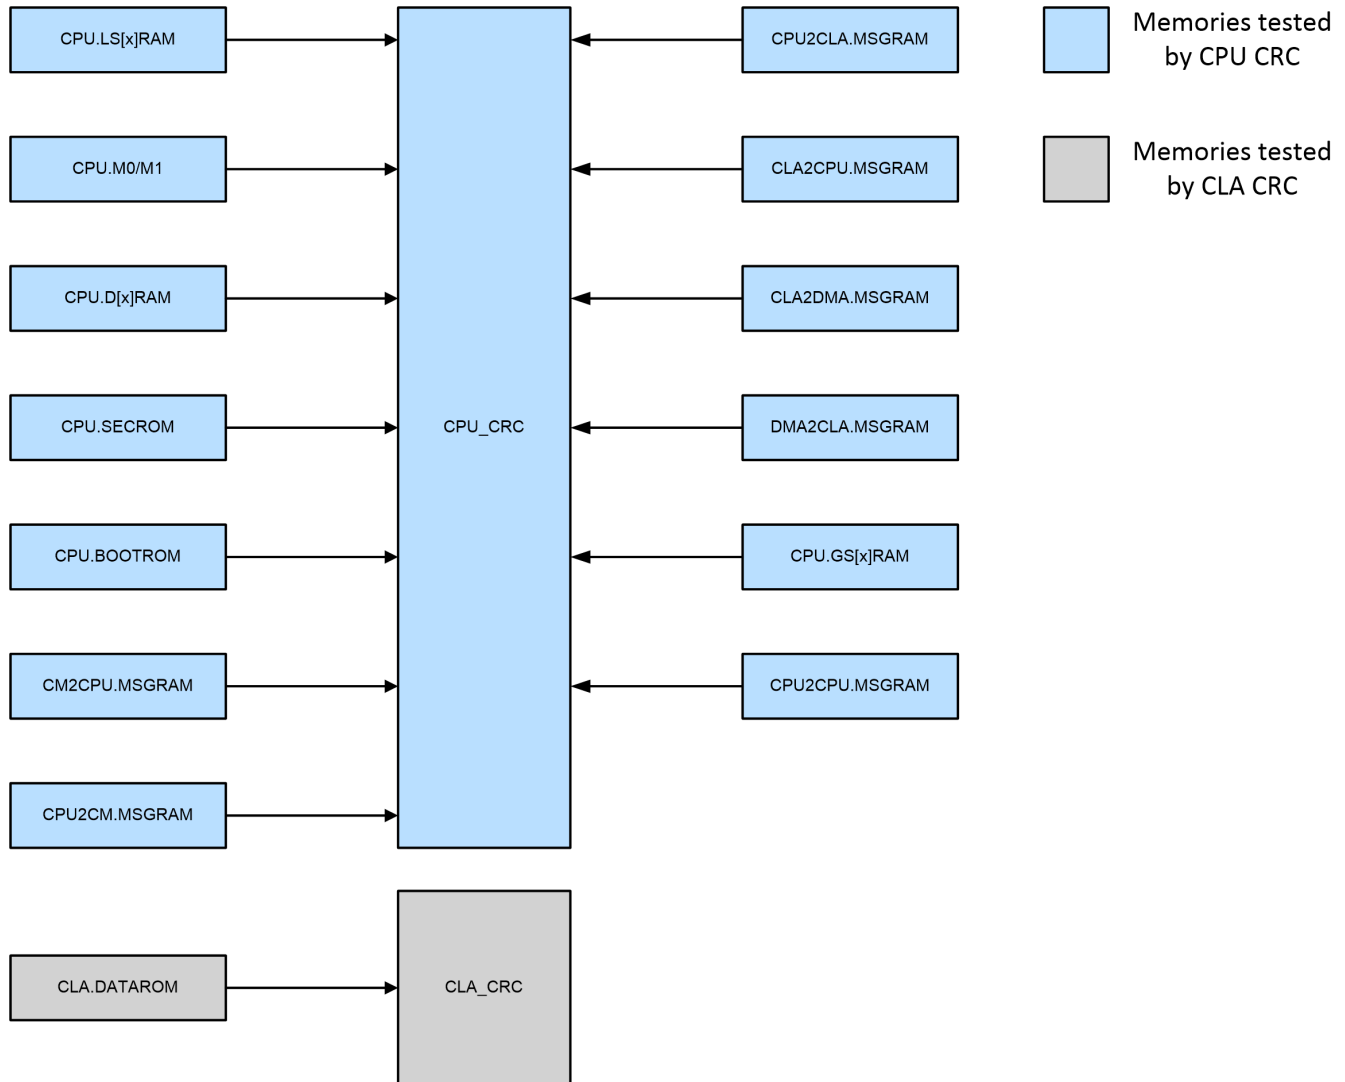 CPU.LS[x]RAM
CPU2CLA.MSGRAM
Memories tested
by CPU CRC
CPU.M0/M1
CLA2CPU.MSGRAM
Memories tested
by CLA CRC
CPU.D[x]RAM
CLA2DMA.MSGRAM
CPU.SECROM
CPU_CRC
DMA2CLA.MSGRAM
CPU.BOOTROM
CPU.GS[x]RAM
CM2CPU.MSGRAM
CPU2CPU.MSGRAM
CPU2CM.MSGRAM
CLA.DATAROM
CLA_CRC